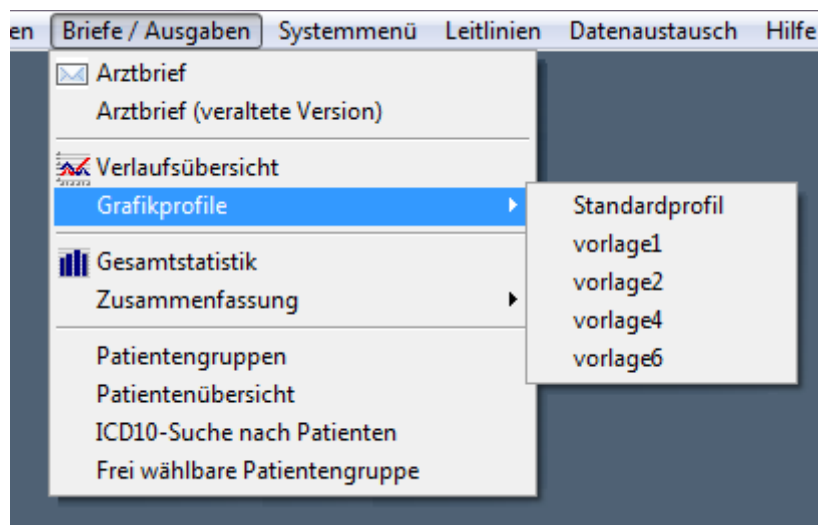 en Briefe / Ausgaben Systemmenü Leitlinien Datenaustausch Hilfe
Arztbrief
Arztbrief (veraltete Version)
Verlaufsübersicht
Grafikprofile
Gesamtstatistik
Zusammenfassung
Patientengruppen
Patientenübersicht
ICD10-Suche nach Patienten
Frei wählbare Patientengruppe
Standardprofil
vorlage1
vorlage2
vorlage4
vorlage6